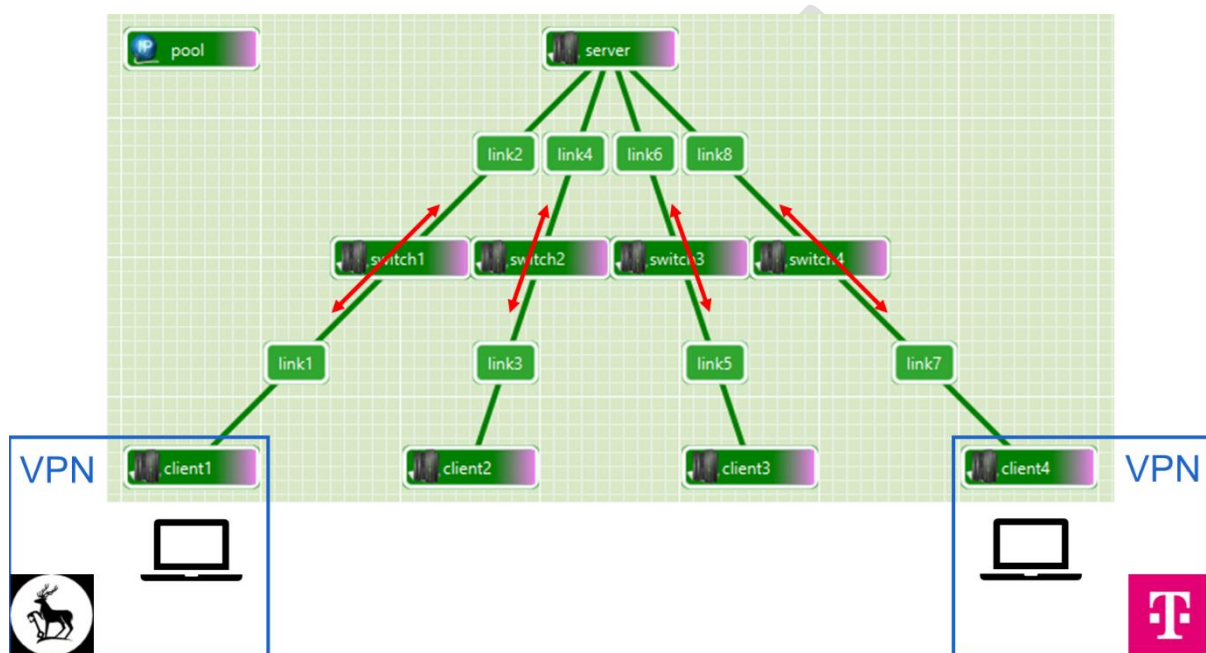 IP pool
server
link2 link4 link6 link8
switch1 switch2 switch3 switch4
link1 link3 link5 link7
client1 client2 client3 client4
VPN VPN
T